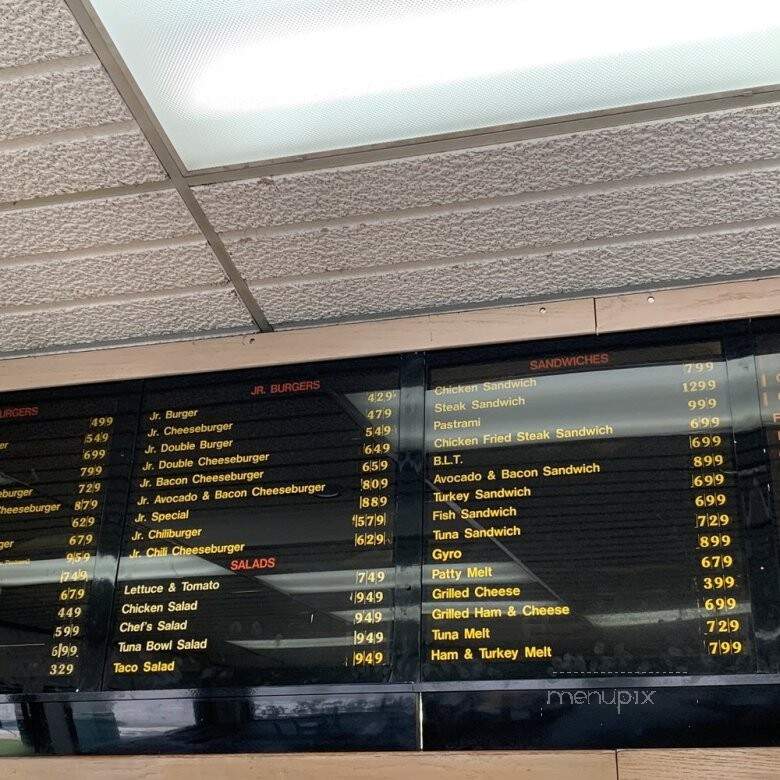 URGERS
499
er 549
699
799
burger 729
heeseburger 879
629
ger 679
959
749
679
449
599
699
329
JR. BURGERS
Jr. Burger 429
Jr. Cheeseburger 479
Jr. Double Burger 549
Jr. Double Cheeseburger 649
Jr. Bacon Cheeseburger 659
Jr. Avocado & Bacon Cheeseburger 809
Jr. Special 889
Jr. Chiliburger 579
Jr. Chili Cheeseburger 629
SALADS
Lettuce & Tomato 749
Chicken Salad 949
Chef's Salad 949
Tuna Bowl Salad 949
Taco Salad 949
SANDWICHES
Chicken Sandwich 799
Steak Sandwich 1299
Pastrami 999
Chicken Fried Steak Sandwich 699
B.L.T. 699
Avocado & Bacon Sandwich 899
Turkey Sandwich 699
Fish Sandwich 699
Tuna Sandwich 729
Gyro 899
Patty Melt 679
Grilled Cheese 399
Grilled Ham & Cheese 699
Tuna Melt 729
Ham & Turkey Melt 799
menupix